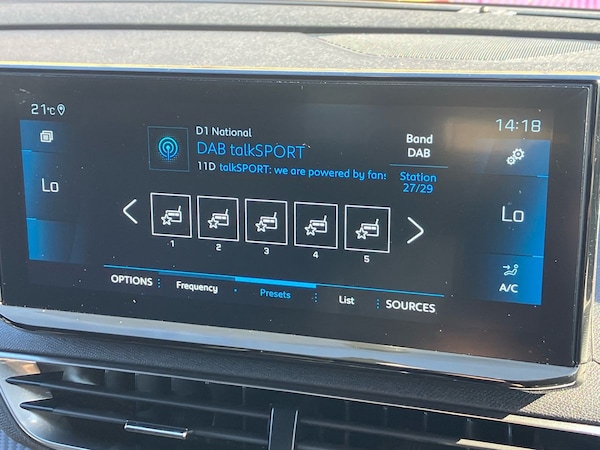 21°C
14:18
D1 National
DAB talkSPORT
11D talkSPORT: we are powered by fans
Band
DAB
Station
27/29
Lo
Lo
1 2 3 4 5
A/C
OPTIONS Frequency Presets List SOURCES